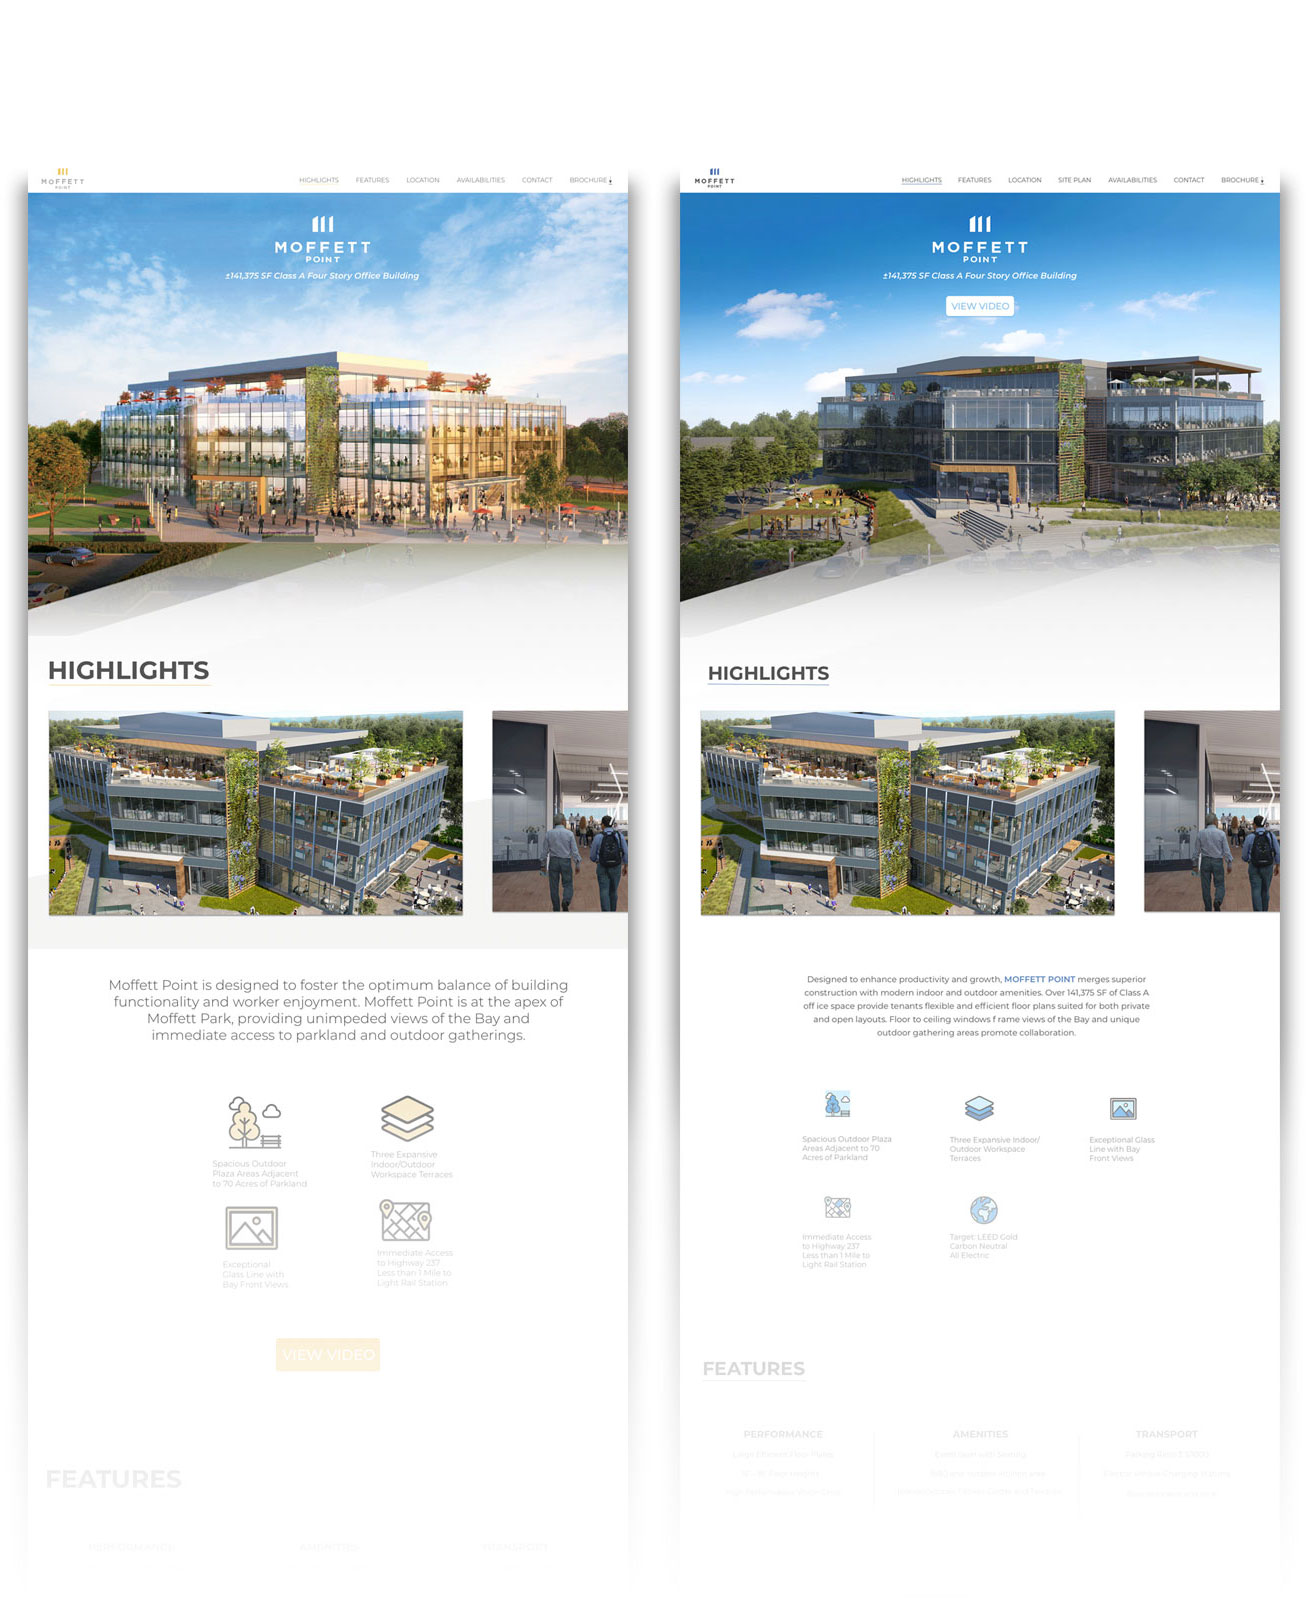 MOFFETT
POINT
HIGHLIGHTS FEATURES LOCATION AVAILABILITIES CONTACT BROCHURE
MOFFETT
POINT
±141,375 SF Class A Four Story Office Building
HIGHLIGHTS
Moffett Point is designed to foster the optimum balance of building
functionality and worker enjoyment. Moffett Point is at the apex of
Moffett Park, providing unimpeded views of the Bay and
immediate access to parkland and outdoor gatherings.
Spacious Outdoor
Plaza Areas Adjacent
to 70 Acres of Parkland
Three Expansive
Indoor/Outdoor
Workspace Terraces
Exceptional
Glass Line with
Bay Front Views
Immediate Access
to Highway 237
Less than 1 Mile to
Light Rail Station
VIEW VIDEO
FEATURES
AMENITIES
TRANSPORT
MOFFETT
POINT
HIGHLIGHTS FEATURES LOCATION SITE PLAN AVAILABILITIES CONTACT BROCHURE
MOFFETT
POINT
±141,375 SF Class A Four Story Office Building
VIEW VIDEO
HIGHLIGHTS
Designed to enhance productivity and growth, MOFFETT POINT merges superior
construction with modern indoor and outdoor amenities. Over 141,375 SF of Class A
off ice space provide tenants flexible and efficient floor plans suited for both private
and open layouts. Floor to ceiling windows f rame views of the Bay and unique
outdoor gathering areas promote collaboration.
Spacious Outdoor Plaza
Areas Adjacent to 70
Acres of Parkland
Three Expansive Indoor/
Outdoor Workspace
Terraces
Exceptional Glass
Line with Bay
Front Views
Immediate Access
to Highway 237
Less than 1 Mile to
Light Rail Station
Target: LEED Gold
Carbon Neutral
All Electric
FEATURES
PERFORMANCE
Large Efficient Floor Plates
AMENITIES
TRANSPORT